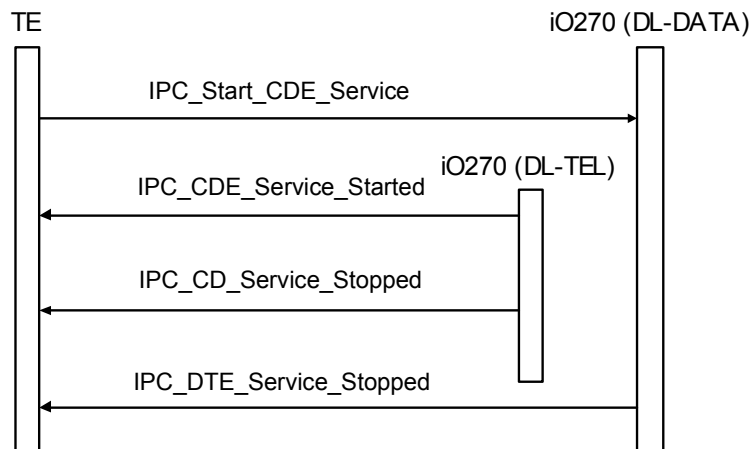 TE
iO270 (DL-DATA)
IPC_Start_CDE_Service
iO270 (DL-TEL)
IPC_CDE_Service_Started
IPC_CD_Service_Stopped
IPC_DTE_Service_Stopped